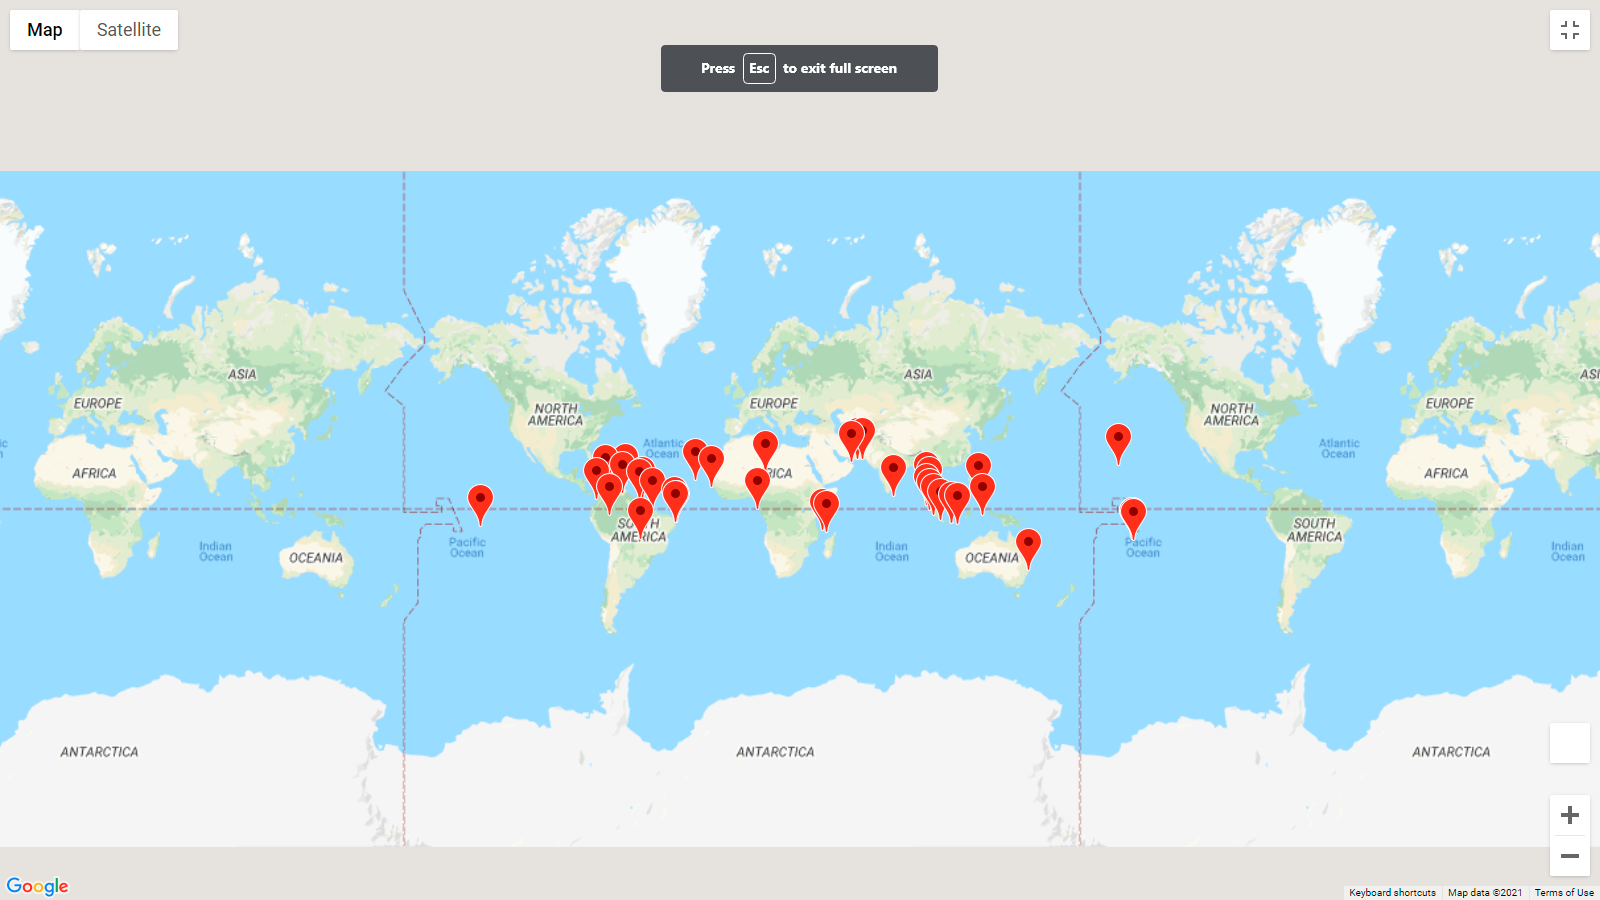 Map
Satellite
Press Esc to exit full screen
ASIA
ASIA
ASI
EUROPE
EUROPE
EUROPE
NORTH
AMERICA
NORTH
AMERICA
Atlantic
Ocean
Atlantic
Ocean
ic
n
AFRICA
RICA
AFRICA
SOUTH
AMERICA
SOUTH
AMERICA
Indian
Ocean
OCEANIA
Pacific
Ocean
Indian
Ocean
OCEANIA
Pacific
Ocean
Indian
Ocean
ANTARCTICA
ANTARCTICA
ANTARCTICA
Google
Keyboard shortcuts
Map data ©2021
Terms of Use